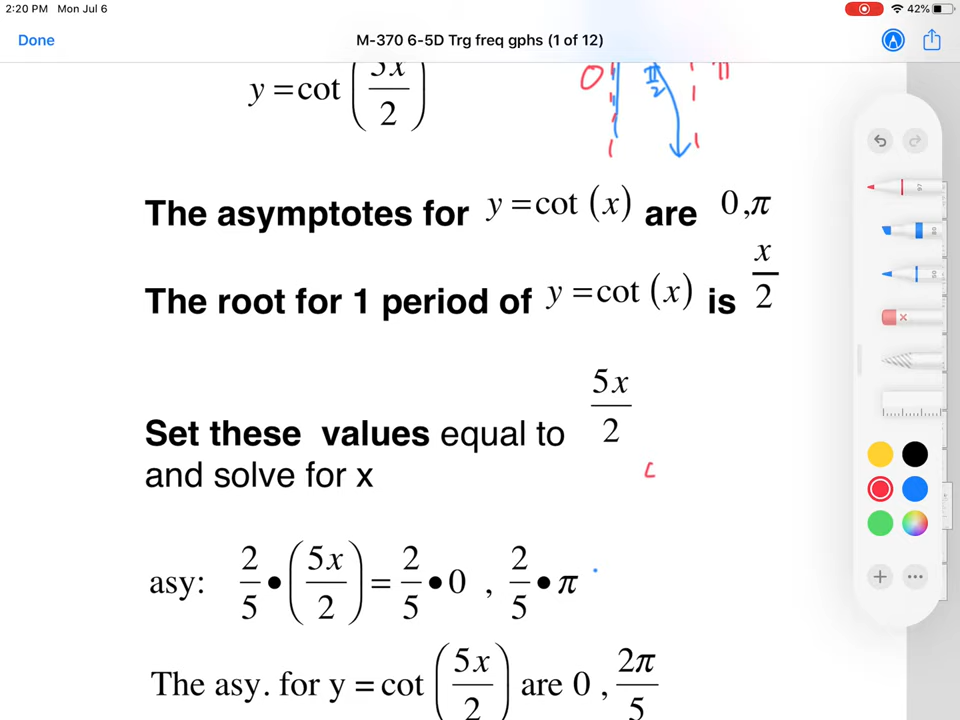 2:20 PM Mon Jul 6 42%
Done M-370 6-5D Trg freq gphs (1 of 12)
y = cot (5x/2)
0 π/2 π
The asymptotes for y = cot (x) are 0,π
The root for 1 period of y = cot (x) is x/2
Set these values equal to 5x/2
and solve for x
asy: 2/5 • (5x/2) = 2/5 • 0 , 2/5 • π
The asy. for y = cot (5x/2) are 0 , 2π/5
97
80
50